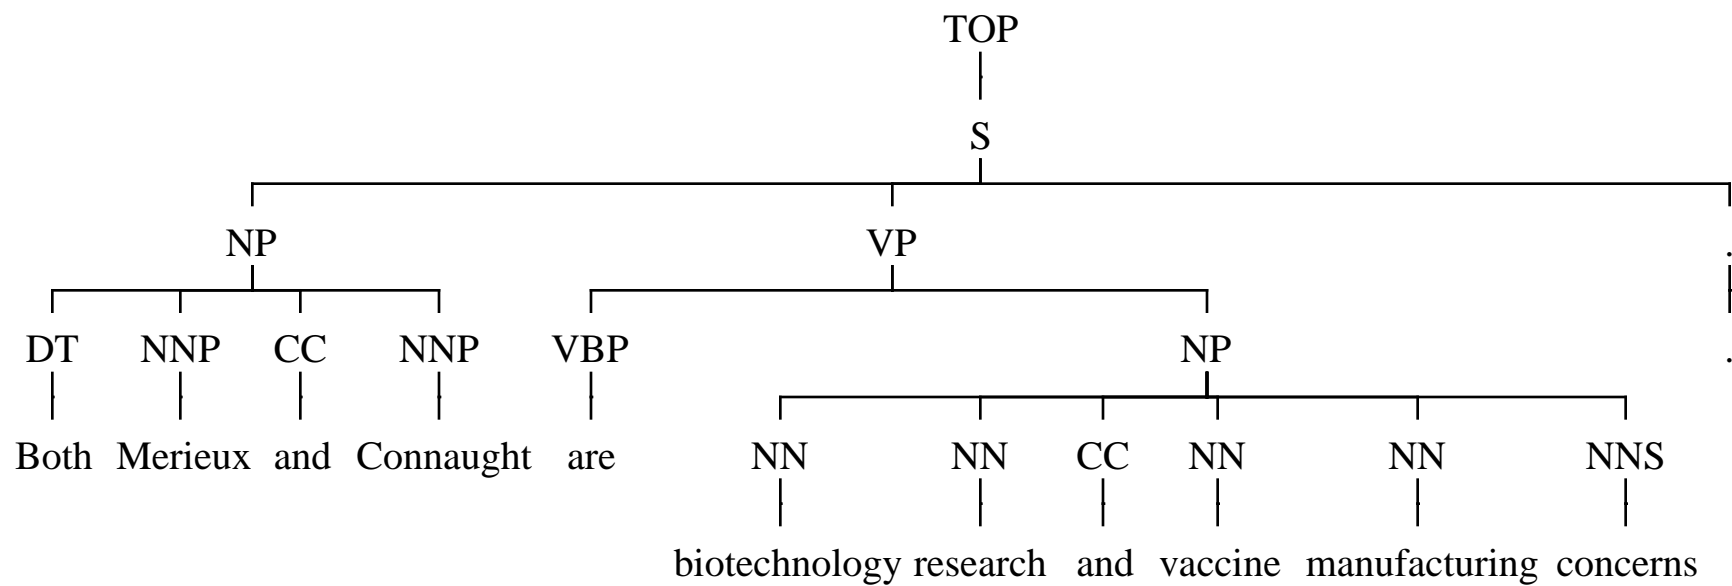 TOP
S
NP VP .
DT NNP CC NNP VBP NP .
Both Merieux and Connaught are NN NN CC NN NN NNS
biotechnology research and vaccine manufacturing concerns